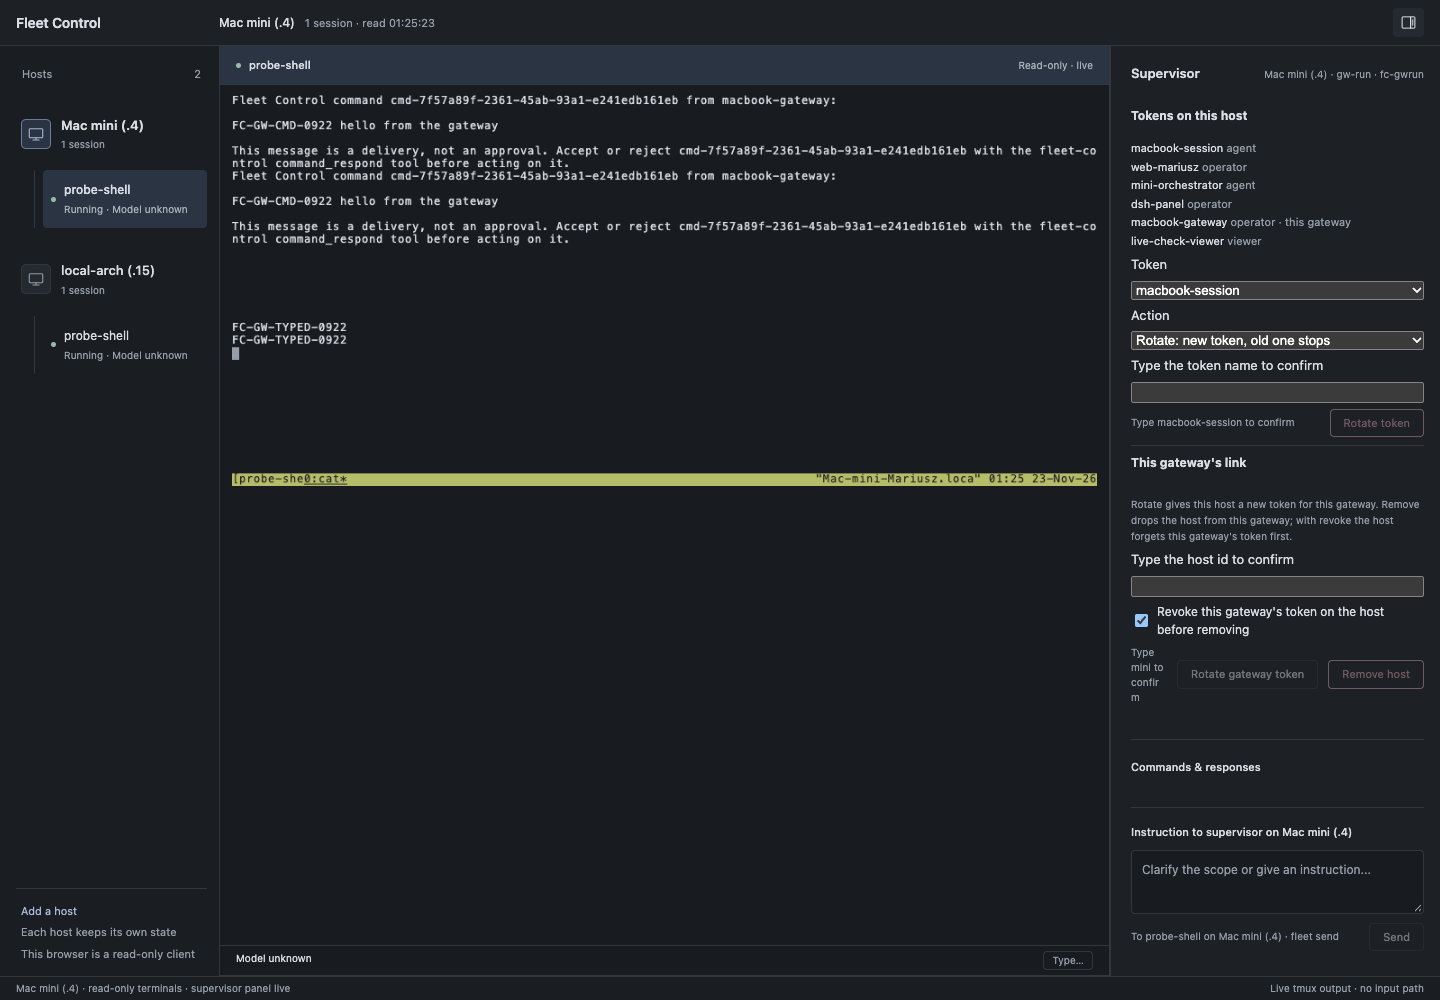 Fleet Control
Mac mini (.4) 1 session · read 01:25:23
Hosts 2
Mac mini (.4)
1 session
probe-shell
Running · Model unknown
local-arch (.15)
1 session
probe-shell
Running · Model unknown
Add a host
Each host keeps its own state
This browser is a read-only client
probe-shell Read-only · live
Fleet Control command cmd-7f57a89f-2361-45ab-93a1-e241edb161eb from macbook-gateway:
FC-GW-CMD-0922 hello from the gateway
This message is a delivery, not an approval. Accept or reject cmd-7f57a89f-2361-45ab-93a1-e241edb161eb with the fleet-co
ntrol command_respond tool before acting on it.
Fleet Control command cmd-7f57a89f-2361-45ab-93a1-e241edb161eb from macbook-gateway:
FC-GW-CMD-0922 hello from the gateway
This message is a delivery, not an approval. Accept or reject cmd-7f57a89f-2361-45ab-93a1-e241edb161eb with the fleet-co
ntrol command_respond tool before acting on it.
FC-GW-TYPED-0922
FC-GW-TYPED-0922
[probe-she0:cat* "Mac-mini-Mariusz.loca" 01:25 23-Nov-26
Model unknown Type...
Supervisor Mac mini (.4) · gw-run · fc-gwrun
Tokens on this host
macbook-session agent
web-mariusz operator
mini-orchestrator agent
dsh-panel operator
macbook-gateway operator · this gateway
live-check-viewer viewer
Token
macbook-session
Action
Rotate: new token, old one stops
Type the token name to confirm
Type macbook-session to confirm Rotate token
This gateway's link
Rotate gives this host a new token for this gateway. Remove
drops the host from this gateway; with revoke the host
forgets this gateway's token first.
Type the host id to confirm
Revoke this gateway's token on the host
before removing
Type
mini to
confir
m
Rotate gateway token Remove host
Commands & responses
Instruction to supervisor on Mac mini (.4)
Clarify the scope or give an instruction...
To probe-shell on Mac mini (.4) · fleet send Send
Mac mini (.4) · read-only terminals · supervisor panel live Live tmux output · no input path